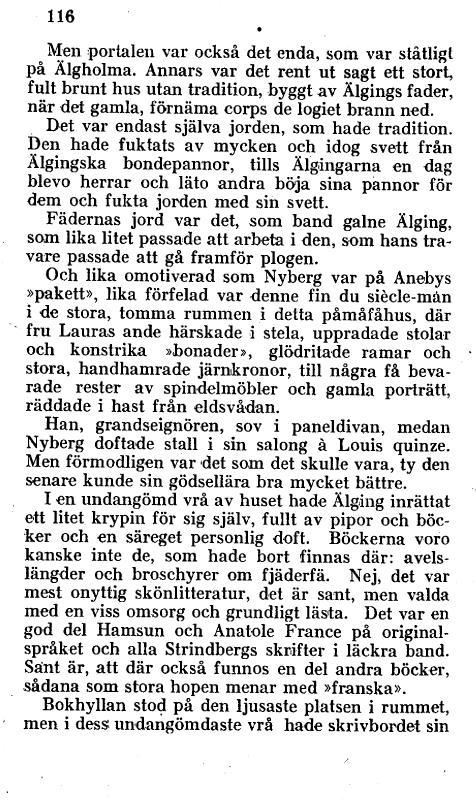 116
Men portalen var också det enda, som var ståtligt
på Älgholma. Annars var det rent ut sagt ett stort,
fult brunt hus utan tradition, byggt av Älgings fader,
när det gamla, förnäma corps de logiet brann ned.
Det var endast själva jorden, som hade tradition.
Den hade fuktats av mycken och idog svett från
Älgingska bondepannor, tills Älgingarna en dag
blevo herrar och läto andra böja sina pannor för
dem och fukta jorden med sin svett.
Fädernas jord var det, som band galne Älging,
som lika litet passade att arbeta i den, som hans tra-
vare passade att gå framför plogen.
Och lika omotiverad som Nyberg var på Anebys
»pakett», lika förfelad var denne fin du siècle-män
i de stora, tomma rummen i detta påmåfåhus, där
fru Lauras ande härskade i stela, uppradade stolar
och konstrika »bonader», glödritade ramar och
stora, handhamrade järnkronor, till några få beva-
rade rester av spindelmöbler och gamla porträtt,
räddade i hast från eldsvådan.
Han, grandseignören, sov i paneldivan, medan
Nyberg doftade stall i sin salong à Louis quinze.
Men förmodligen var det som det skulle vara, ty den
senare kunde sin gödsellära bra mycket bättre.
I en undangömd vrå av huset hade Älging inrättat
ett litet krypin för sig själv, fullt av pipor och böc-
ker och en säreget personlig doft. Böckerna voro
kanske inte de, som hade bort finnas där: avels-
längder och broschyrer om fjäderfä. Nej, det var
mest onyttig skönlitteratur, det är sant, men valda
med en viss omsorg och grundligt lästa. Det var en
god del Hamsun och Anatole France på original-
språket och alla Strindbergs skrifter i läckra band.
Sant är, att där också funnos en del andra böcker,
sådana som stora hopen menar med »franska».
Bokhyllan stod på den ljusaste platsen i rummet,
men i dess undangömdaste vrå hade skrivbordet sin